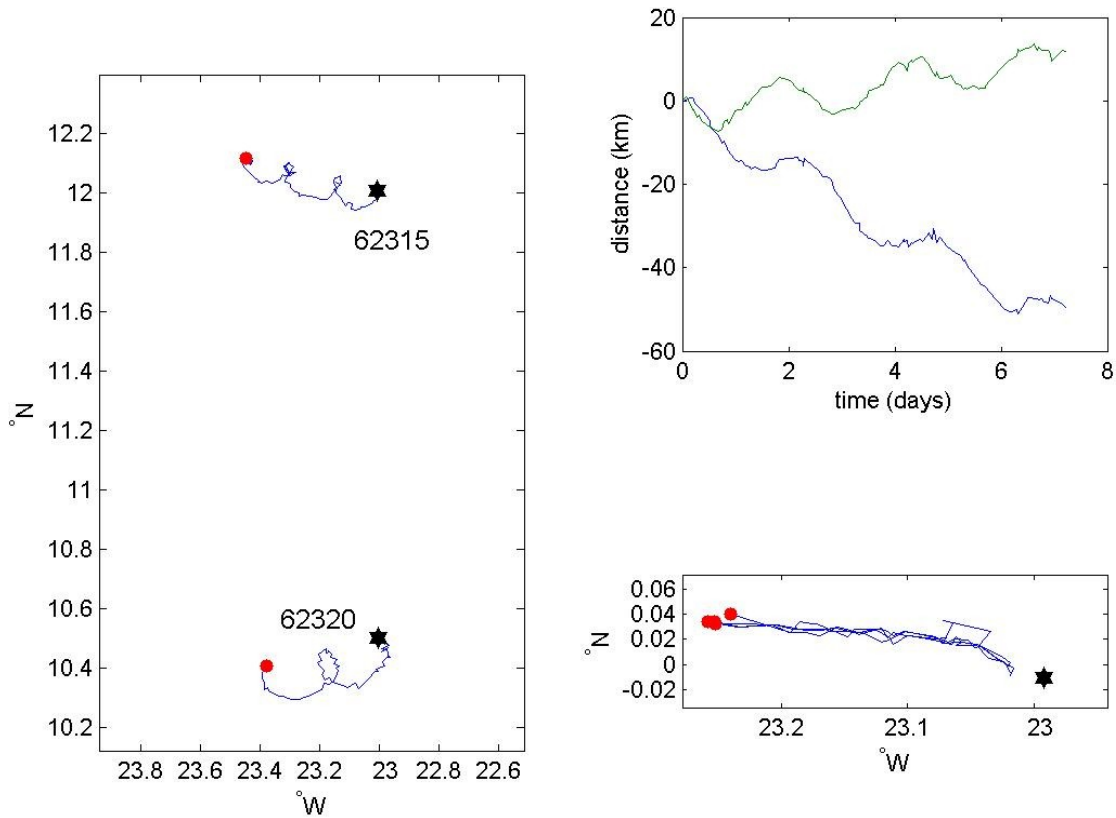 12.2
12
11.8
11.6
11.4
11.2
11
10.8
10.6
10.4
10.2
°N
62315
62320
23.8 23.6 23.4 23.2 23 22.8 22.6
°W
20
0
-20
-40
-60
distance (km)
0 2 4 6 8
time (days)
0.06
0.04
0.02
0
-0.02
°N
23.2 23.1 23
°W